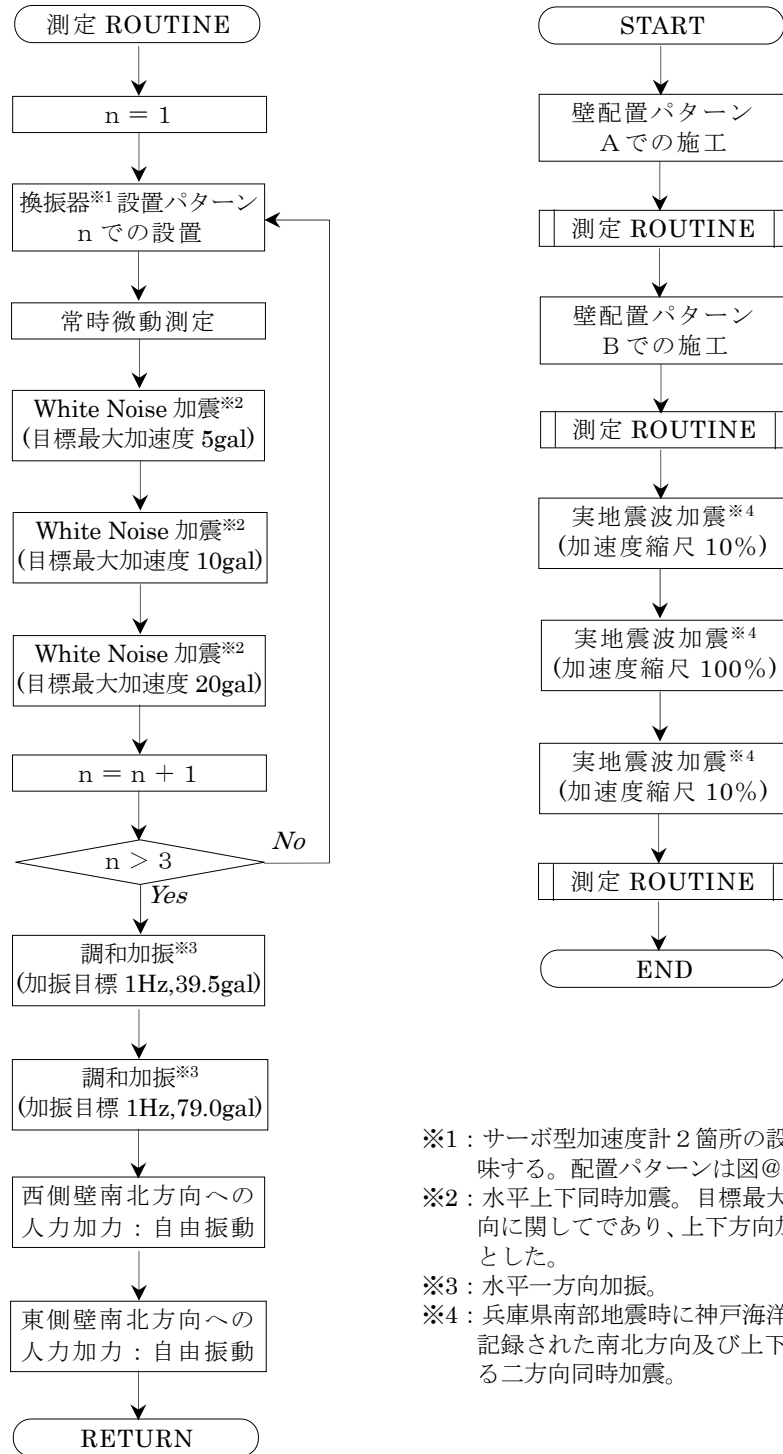 測定 ROUTINE
n = 1
換振器※1 設置パターン
n での設置
常時微動測定
White Noise 加震※2
(目標最大加速度 5gal)
White Noise 加震※2
(目標最大加速度 10gal)
White Noise 加震※2
(目標最大加速度 20gal)
n = n + 1
n > 3
No
Yes
調和加振※3
(加振目標 1Hz,39.5gal)
調和加振※3
(加振目標 1Hz,79.0gal)
西側壁南北方向への
人力加力：自由振動
東側壁南北方向への
人力加力：自由振動
RETURN
START
壁配置パターン
Aでの施工
測定 ROUTINE
壁配置パターン
Bでの施工
測定 ROUTINE
実地震波加震※4
(加速度縮尺 10%)
実地震波加震※4
(加速度縮尺 100%)
実地震波加震※4
(加速度縮尺 10%)
測定 ROUTINE
END
※1：サーボ型加速度計２箇所の設
味する。配置パターンは図@
※2：水平上下同時加震。目標最大
向に関してであり、上下方向加
とした。
※3：水平一方向加振。
※4：兵庫県南部地震時に神戸海洋
記録された南北方向及び上下
る二方向同時加震。